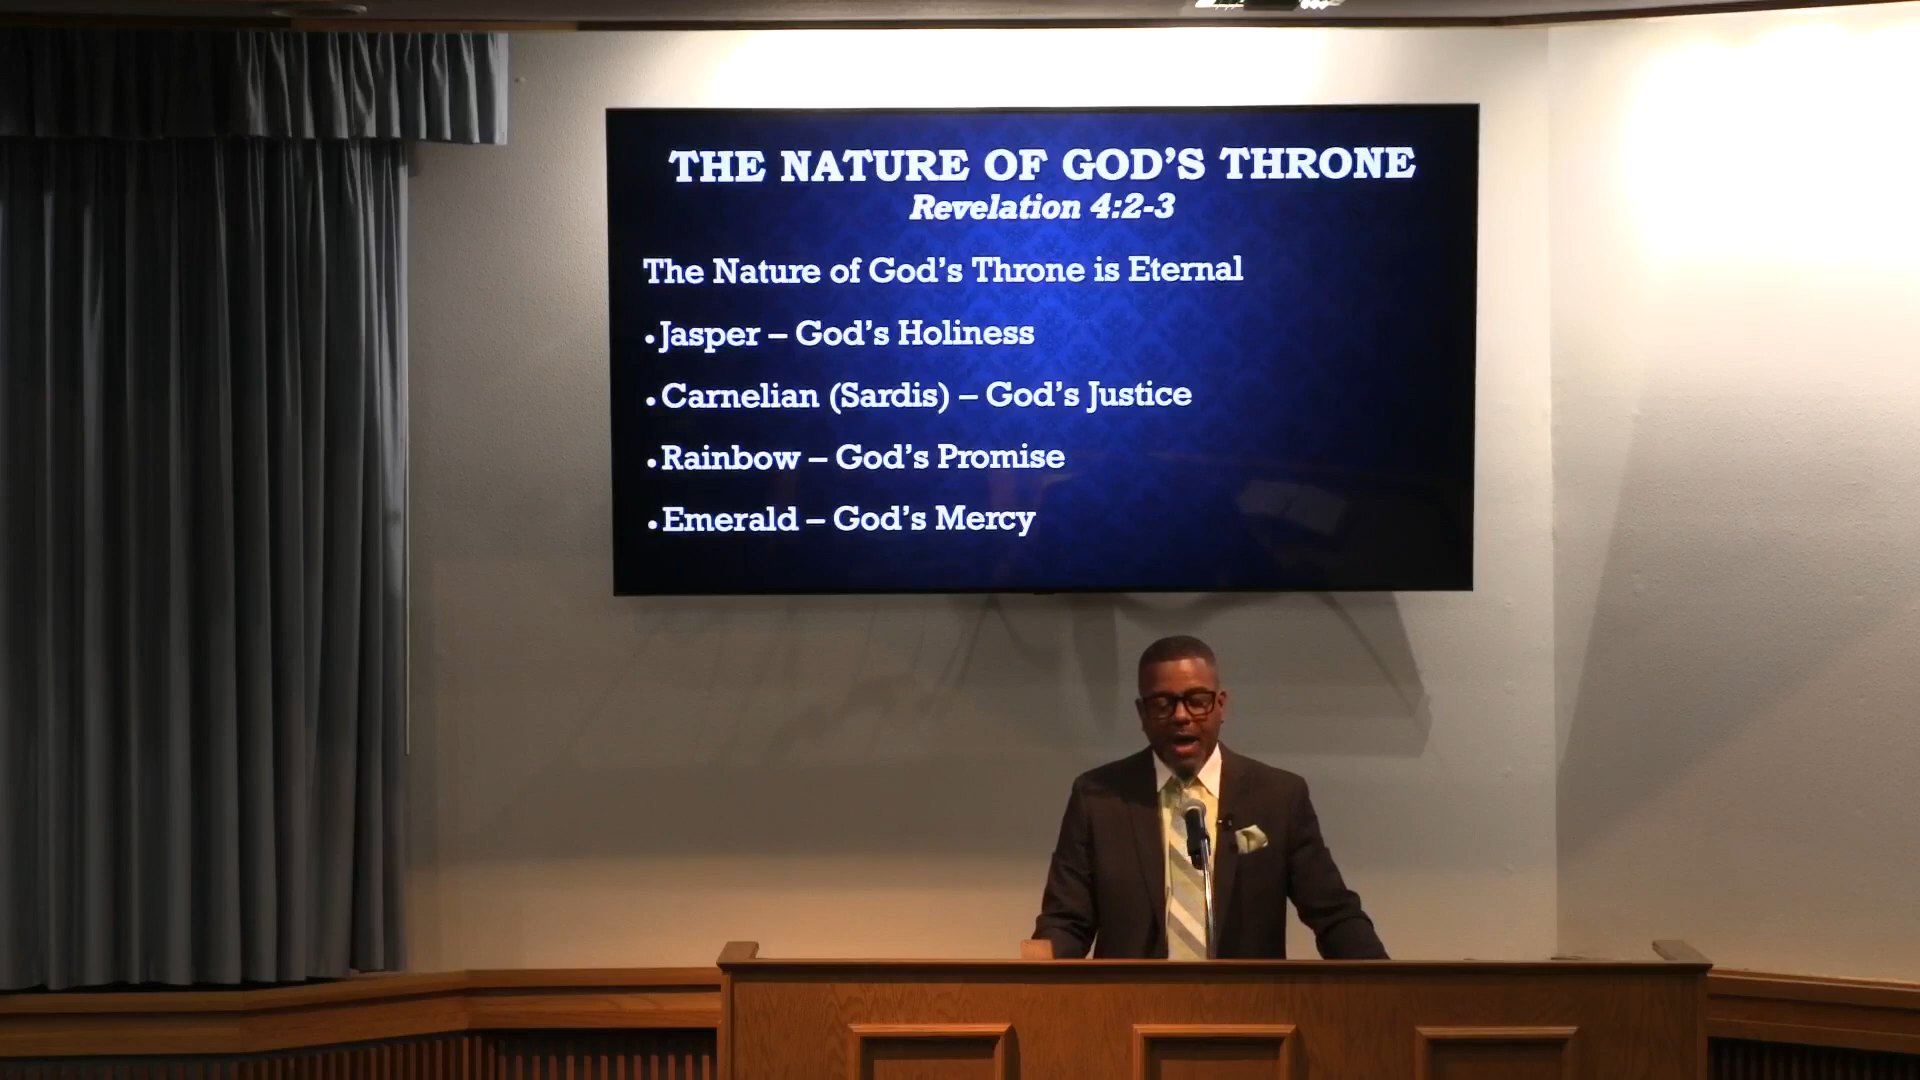 THE NATURE OF GOD'S THRONE
Revelation 4:2-3
The Nature of God's Throne is Eternal
• Jasper – God's Holiness
• Carnelian (Sardis) – God's Justice
• Rainbow – God's Promise
• Emerald – God's Mercy